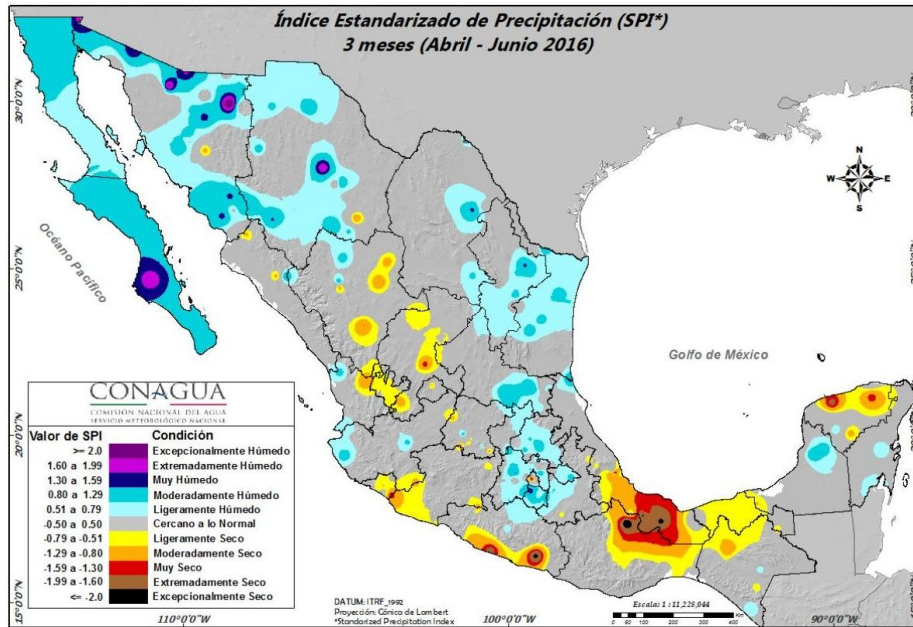 Índice Estandarizado de Precipitación (SPI*)
3 meses (Abril - Junio 2016)
30°0'0"N
25°0'0"N
20°0'0"N
15°0'0"N
N
W E
S
Océano Pacífico
Golfo de México
CONAGUA
COMISIÓN NACIONAL DEL AGUA
SERVICIO METEOROLÓGICO NACIONAL
Valor de SPI Condición
>= 2.0 Excepcionalmente Húmedo
1.60 a 1.99 Extremadamente Húmedo
1.30 a 1.59 Muy Húmedo
0.80 a 1.29 Moderadamente Húmedo
0.51 a 0.79 Ligeramente Húmedo
-0.50 a 0.50 Cercano a lo Normal
-0.79 a -0.51 Ligeramente Seco
-1.29 a -0.80 Moderadamente Seco
-1.59 a -1.30 Muy Seco
-1.99 a -1.60 Extremadamente Seco
<= -2.0 Excepcionalmente Seco
DATUM: ITRF_1992
Proyección: Cónica de Lambert
*Standarized Precipitation Index
Escala: 1 : 11,226,044
110°0'0"W
100°0'0"W
90°0'0"W